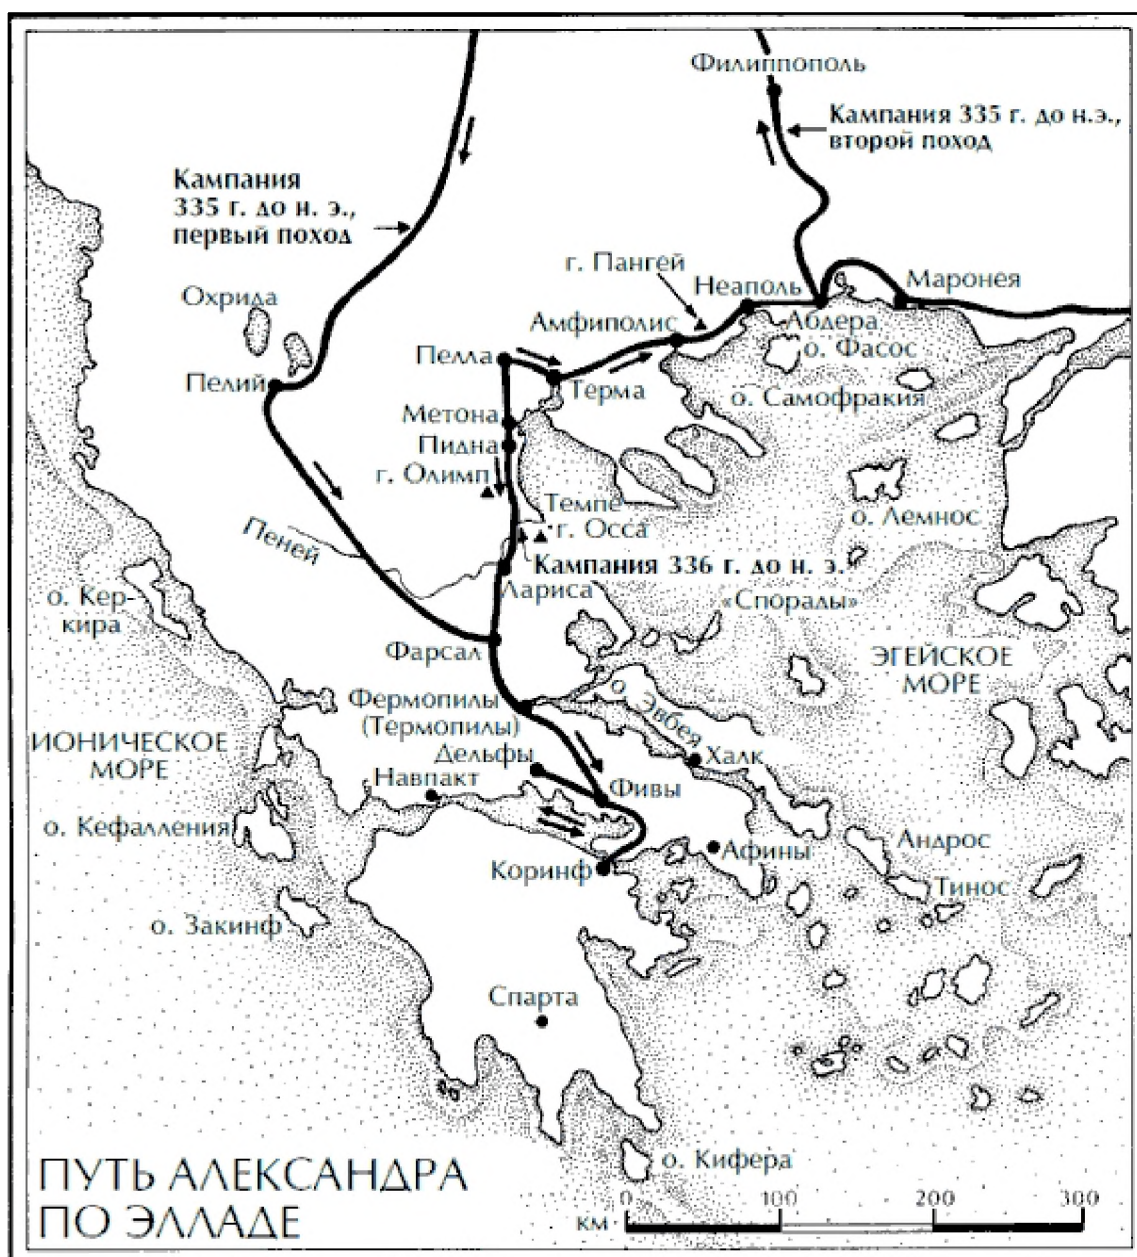 Филиппополь
Кампания 335 г. до н.э.,
второй поход
Кампания
335 г. до н. э.,
первый поход
г. Пангей
Неаполь
Маронея
Охрида
Амфиполис
Абдера
о. Фасос
Пелла
Пелий
Терма
о. Самофракия
Метона
Пидна
г. Олимп
Темпе
г. Осса
о. Лемнос
Пеней
Кампания 336 г. до н. э.
Лариса
«Спорады»
о. Кер-
кира
Фарсал
ЭГЕЙСКОЕ
МОРЕ
о. Эвбея
Фермопилы
(Термопилы)
Халк
ИОНИЧЕСКОЕ
МОРЕ
Дельфы
Навпакт
Фивы
о. Кефалления
Андрос
Афины
Коринф
Тинос
о. Закинф
Спарта
о. Кифера
ПУТЬ АЛЕКСАНДРА
ПО ЭЛЛАДЕ
0 100 200 300
км